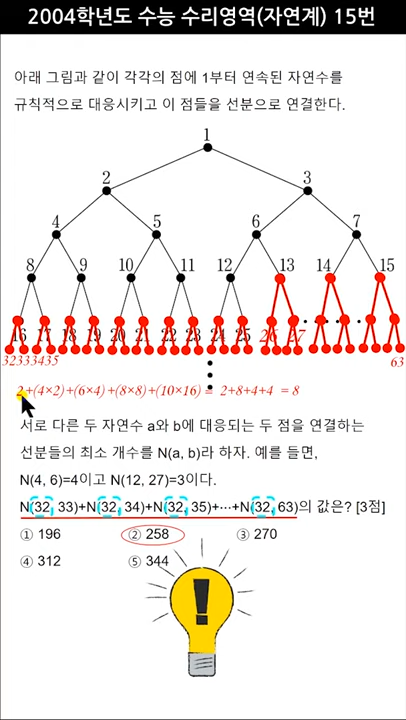 2004학년도 수능 수리영역(자연계) 15번
아래 그림과 같이 각각의 점에 1부터 연속된 자연수를
규칙적으로 대응시키고 이 점들을 선분으로 연결한다.
1
2 3
4 5 6 7
8 9 10 11 12 13 14 15
16 17 18 19 20 21 22 23 24 25 26 27
32333435 63
2+(4×2)+(6×4)+(8×8)+(10×16) = 2+8+4+4 = 8
서로 다른 두 자연수 a와 b에 대응되는 두 점을 연결하는
선분들의 최소 개수를 N(a, b)라 하자. 예를 들면,
N(4, 6)=4이고 N(12, 27)=3이다.
N(32, 33)+N(32, 34)+N(32, 35)+···+N(32, 63)의 값은? [3점]
① 196 ② 258 ③ 270
④ 312 ⑤ 344